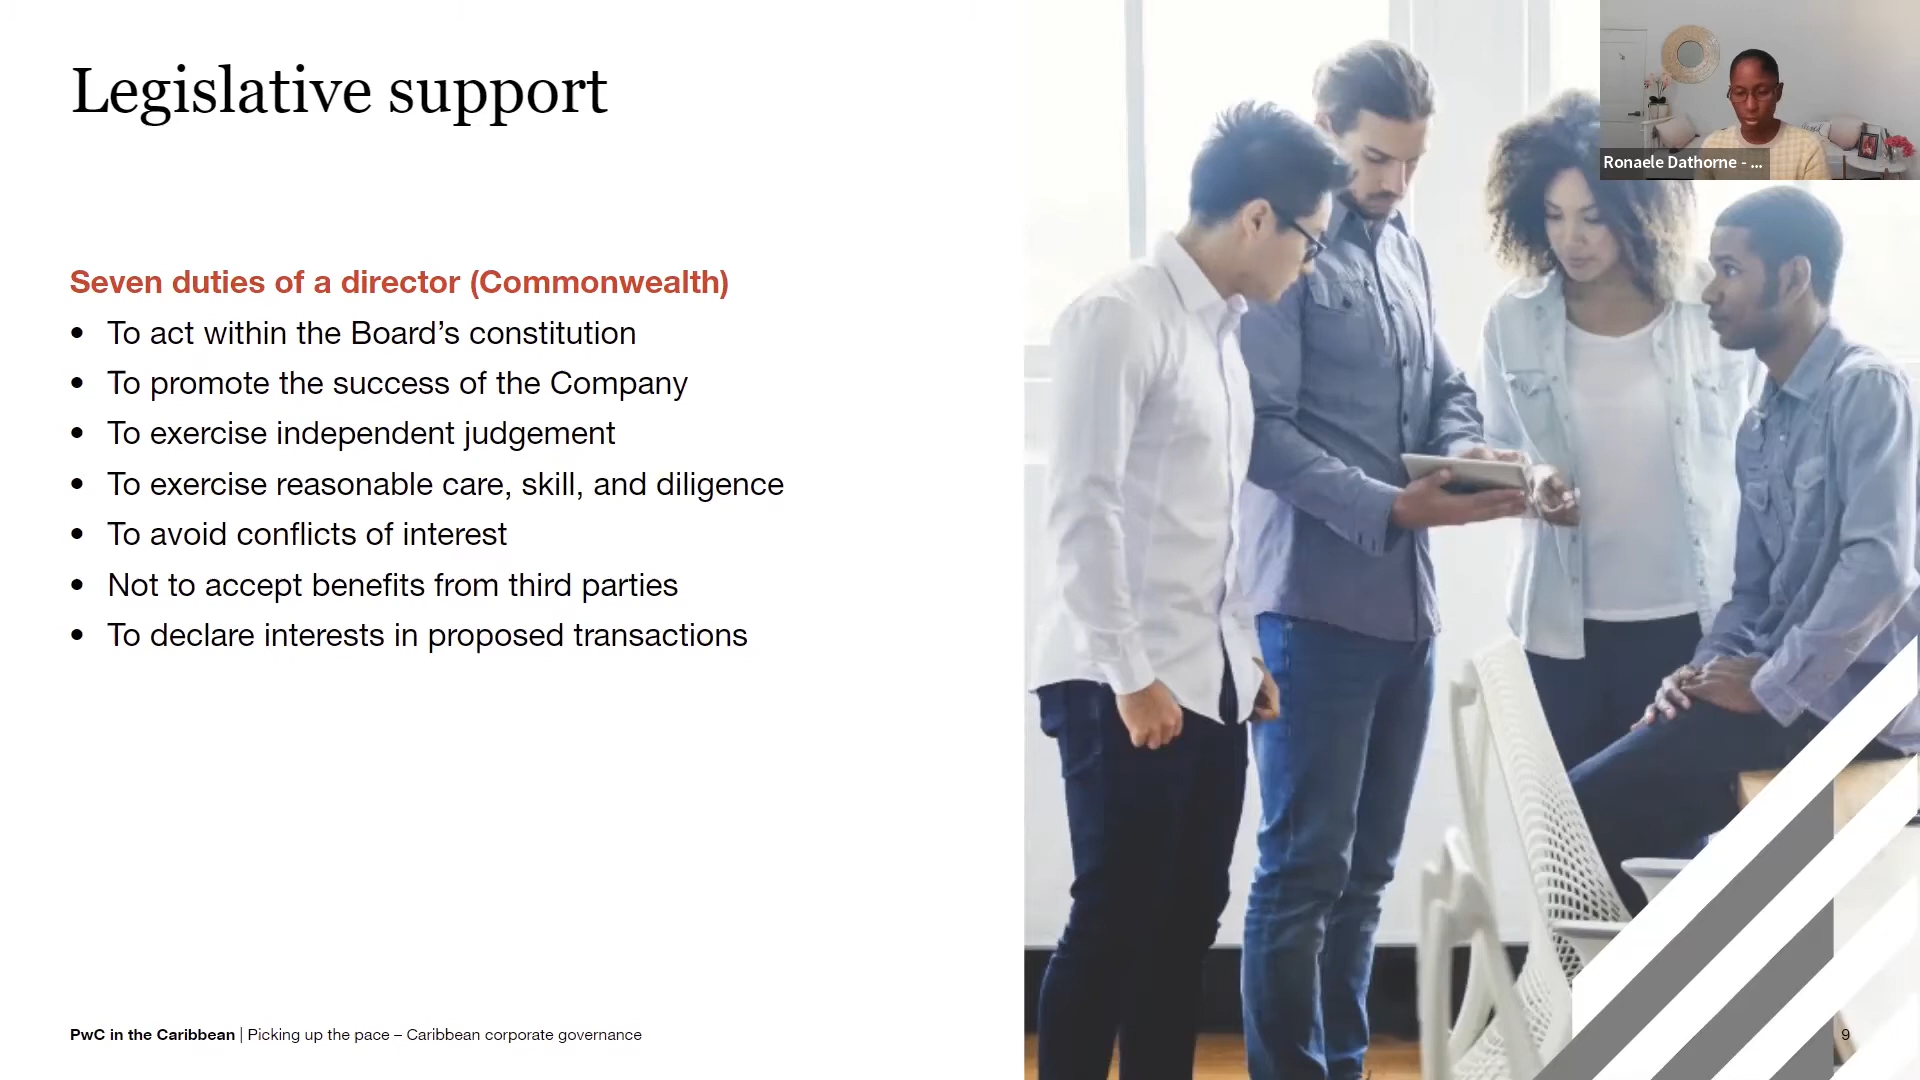 Legislative support
Ronaele Dathorne - ...
Seven duties of a director (Commonwealth)
• To act within the Board’s constitution
• To promote the success of the Company
• To exercise independent judgement
• To exercise reasonable care, skill, and diligence
• To avoid conflicts of interest
• Not to accept benefits from third parties
• To declare interests in proposed transactions
PwC in the Caribbean | Picking up the pace – Caribbean corporate governance
9